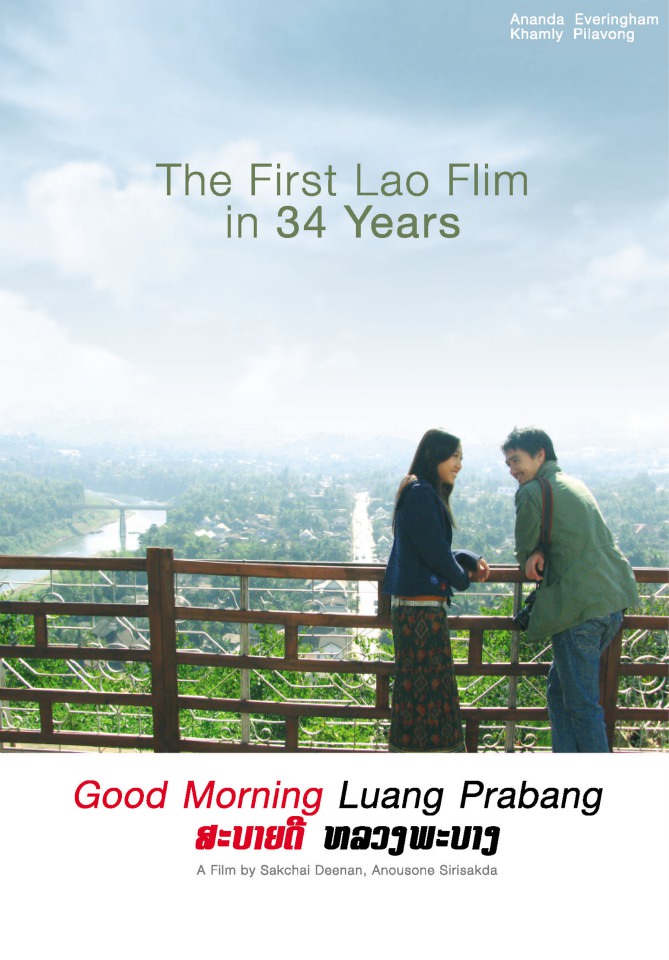 Ananda Everingham
Khamly Pilavong
The First Lao Flim
in 34 Years
Good Morning Luang Prabang
ສະບາຍດີ ຫລວງພະບາງ
A Film by Sakchai Deenan, Anousone Sirisakda